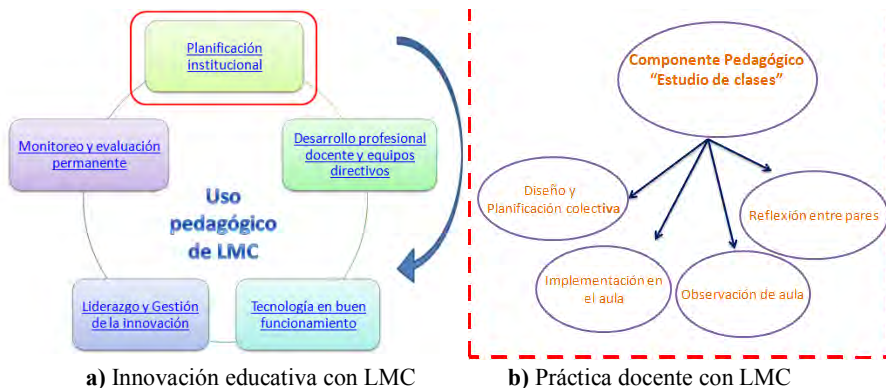 Planificación
institucional
Monitoreo y evaluación
permanente
Desarrollo profesional
docente y equipos
directivos
Uso
pedagógico
de LMC
Liderazgo y Gestión
de la innovación
Tecnología en buen
funcionamiento
a) Innovación educativa con LMC
Componente Pedagógico
“Estudio de clases”
Diseño y
Planificación colectiva
Reflexión entre pares
Implementación en
el aula
Observación de aula
b) Práctica docente con LMC